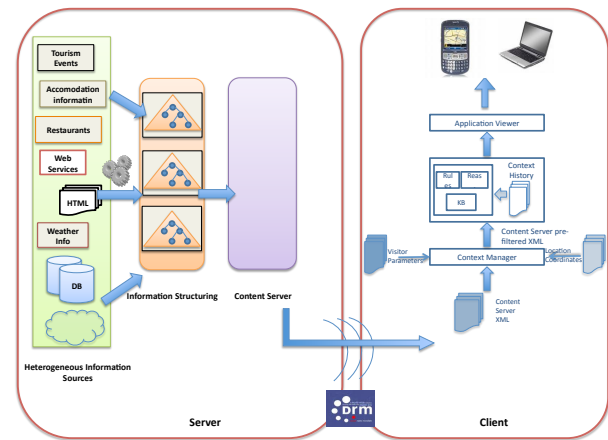 Tourism
Events
Accomodation
informatin
Restaurants
Web
Services
HTML
Weather
Info
DB
Heterogeneous Information
Sources
Information Structuring
Content Server
Server
Application Viewer
Context
History
Rul
es
Reas
KB
Content Server pre-
filtered XML
Visitor
Parameters
Context Manager
Location
Coordinates
Content
Server
XML
Drm
Client